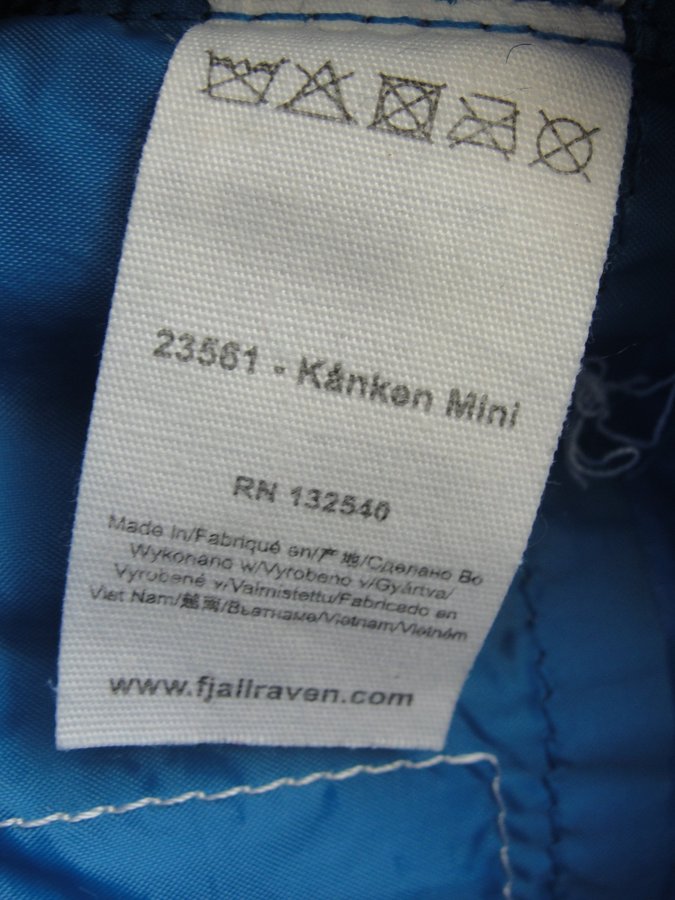 23561 - Kånken Mini
RN 132540
Made in/Fabriqué en/产地/Сделано Во
Wykonano w/Vyrobeno v/Gyártva/
Vyrobené v/Valmistettu/Fabricado en
Viet Nam/越南/Вьетнаме/Vietnam/Vietném
www.fjallraven.com